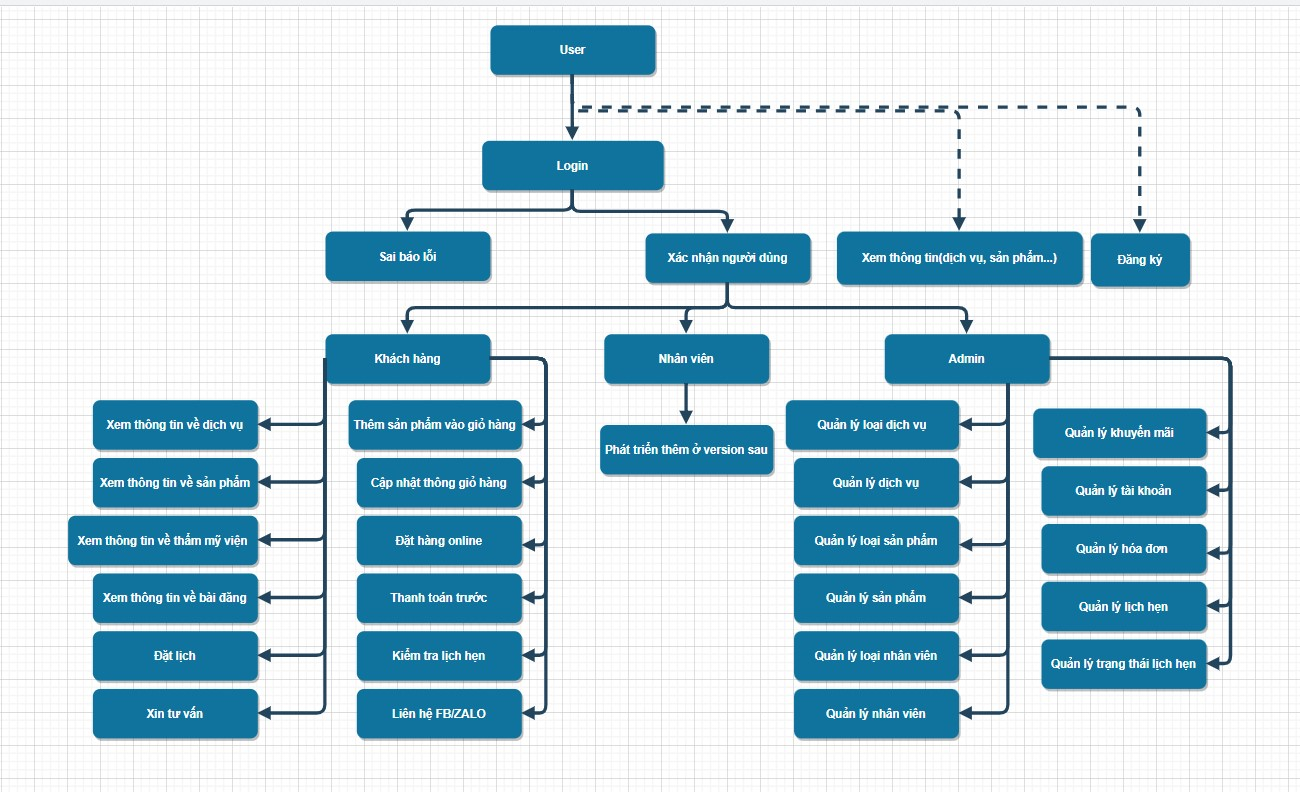 User
Login
Sai báo lỗi
Xác nhận người dùng
Xem thông tin(dịch vụ, sản phẩm...)
Đăng ký
Khách hàng
Nhân viên
Admin
Xem thông tin về dịch vụ
Xem thông tin về sản phẩm
Xem thông tin về thẩm mỹ viện
Xem thông tin về bài đăng
Đặt lịch
Xin tư vấn
Thêm sản phẩm vào giỏ hàng
Cập nhật thông giỏ hàng
Đặt hàng online
Thanh toán trước
Kiểm tra lịch hẹn
Liên hệ FB/ZALO
Phát triển thêm ở version sau
Quản lý loại dịch vụ
Quản lý dịch vụ
Quản lý loại sản phẩm
Quản lý sản phẩm
Quản lý loại nhân viên
Quản lý nhân viên
Quản lý khuyến mãi
Quản lý tài khoản
Quản lý hóa đơn
Quản lý lịch hẹn
Quản lý trạng thái lịch hẹn